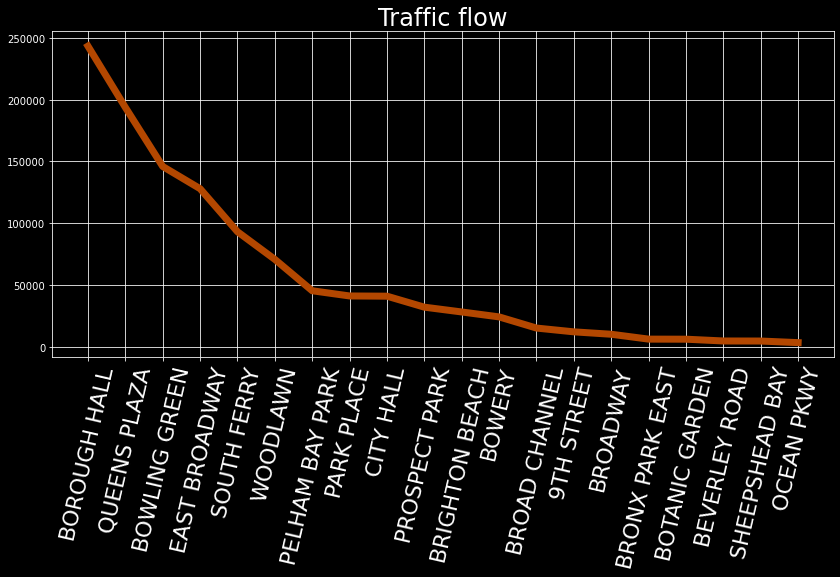 Traffic flow
250000
200000
150000
100000
50000
0
BOROUGH HALL
QUEENS PLAZA
BOWLING GREEN
EAST BROADWAY
SOUTH FERRY
WOODLAWN
PELHAM BAY PARK
PARK PLACE
CITY HALL
PROSPECT PARK
BRIGHTON BEACH
BOWERY
BROAD CHANNEL
9TH STREET
BROADWAY
BRONX PARK EAST
BOTANIC GARDEN
BEVERLEY ROAD
SHEEPSHEAD BAY
OCEAN PKWY